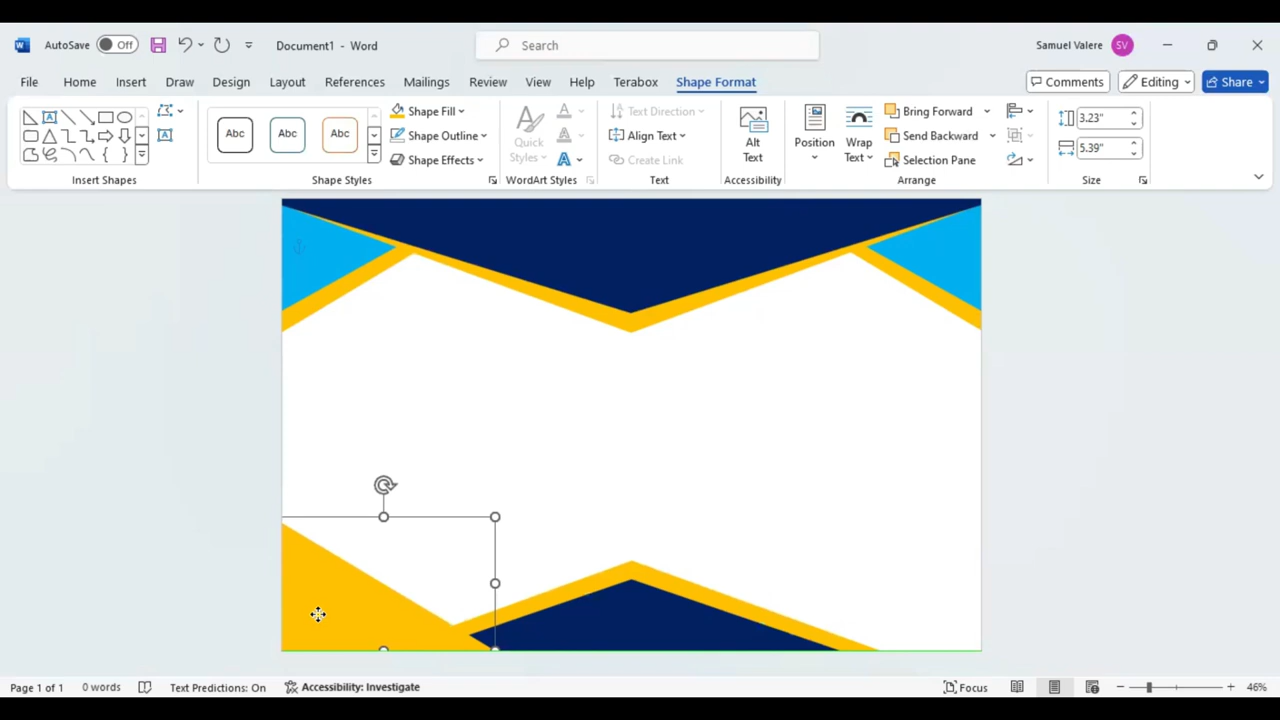 AutoSave Off Document1 - Word Search Samuel Valere SV
File Home Insert Draw Design Layout References Mailings Review View Help Terabox Shape Format Comments Editing Share
Abc Abc Abc
Shape Fill
Shape Outline
Shape Effects
Quick
Styles
Text Direction
Align Text
Create Link
Alt
Text
Position
Wrap
Text
Bring Forward
Send Backward
Selection Pane
3.23"
5.39"
Insert Shapes Shape Styles WordArt Styles Text Accessibility Arrange Size
Page 1 of 1 0 words Text Predictions: On Accessibility: Investigate Focus 46%